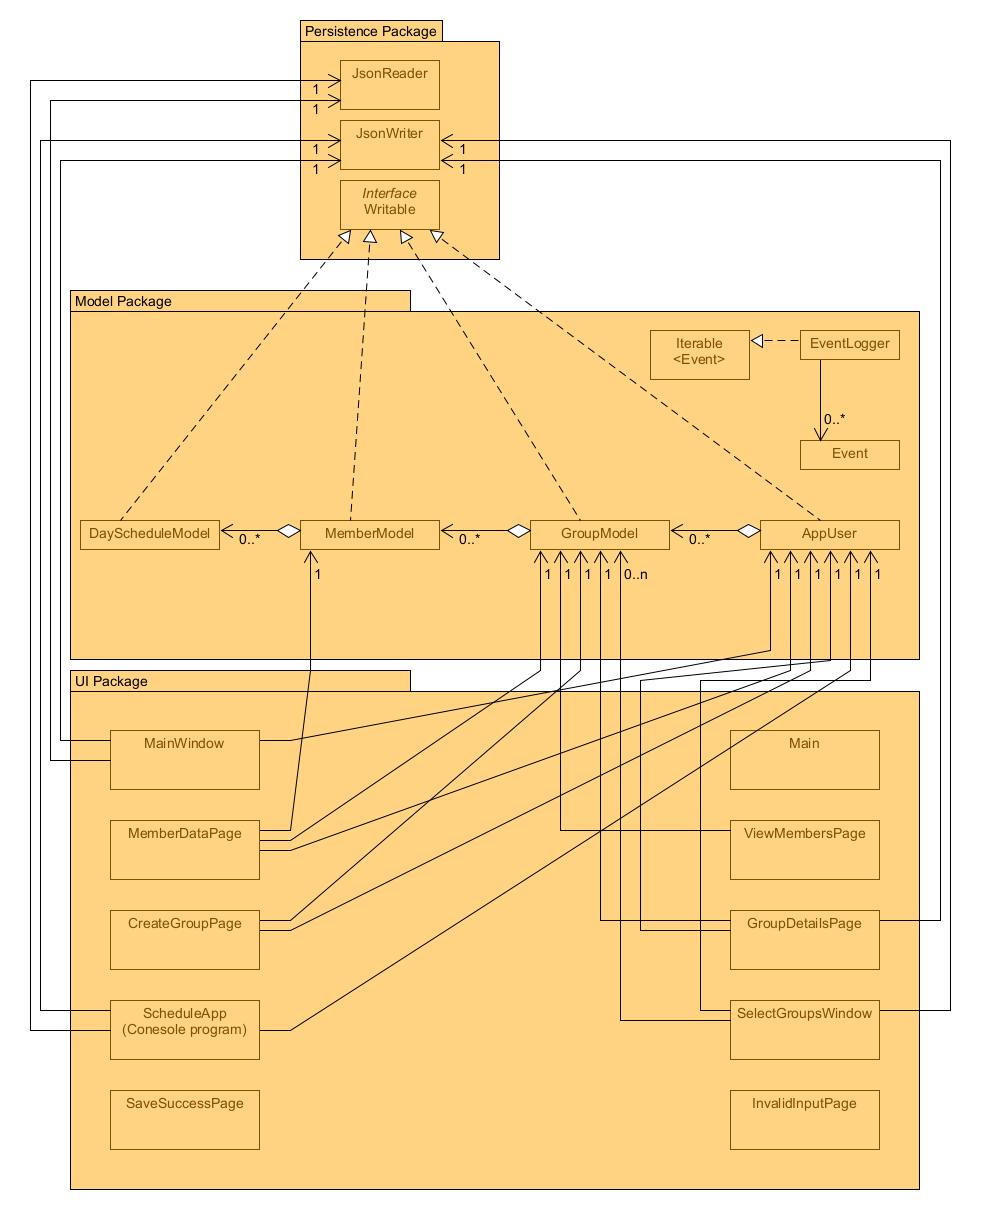 Persistence Package
JsonReader
1
1
JsonWriter
1
1
1
1
Interface
Writable
Model Package
Iterable
<Event>
EventLogger
0..*
Event
DayScheduleModel
0..*
MemberModel
0..*
GroupModel
0..*
AppUser
1
1
1
1
1
0..n
1
1
1
1
1
1
UI Package
MainWindow
Main
MemberDataPage
ViewMembersPage
CreateGroupPage
GroupDetailsPage
ScheduleApp
(Conesole program)
SelectGroupsWindow
SaveSuccessPage
InvalidInputPage